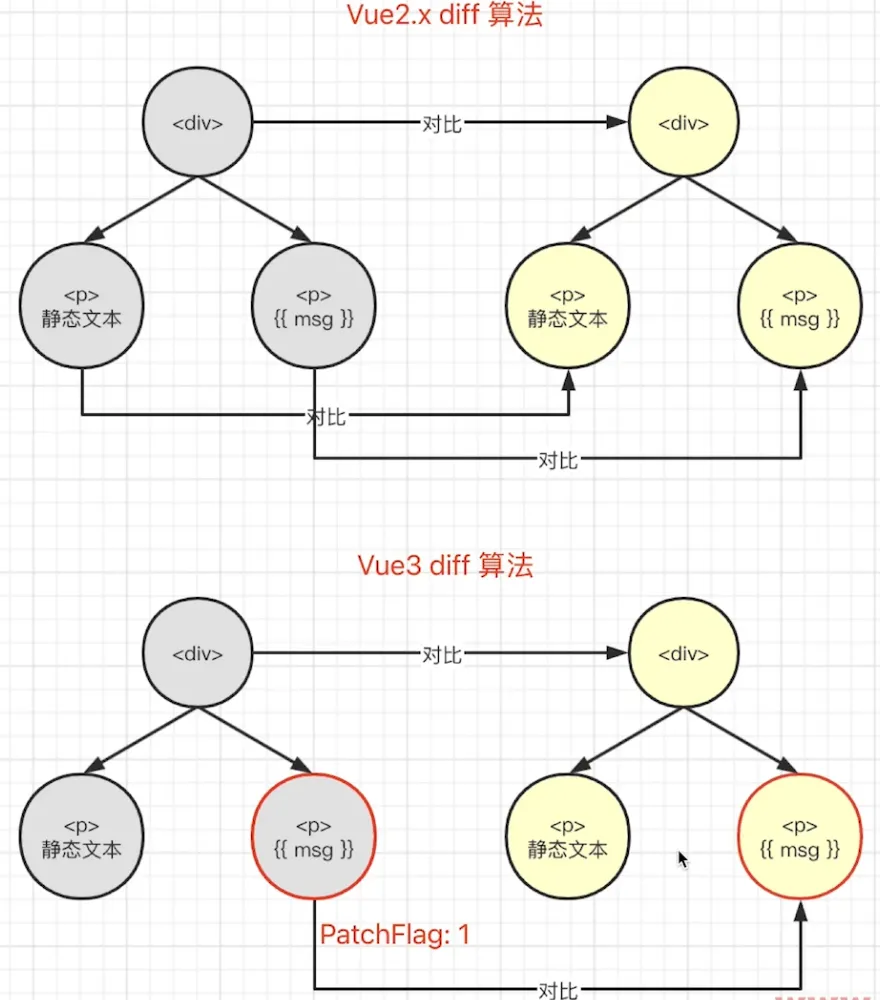 Vue2.x diff 算法
<div>
对比
<div>
<p>
静态文本
<p>
{{ msg }}
<p>
静态文本
<p>
{{ msg }}
对比
对比
Vue3 diff 算法
<div>
对比
<div>
<p>
静态文本
<p>
{{ msg }}
<p>
静态文本
<p>
{{ msg }}
PatchFlag: 1
对比